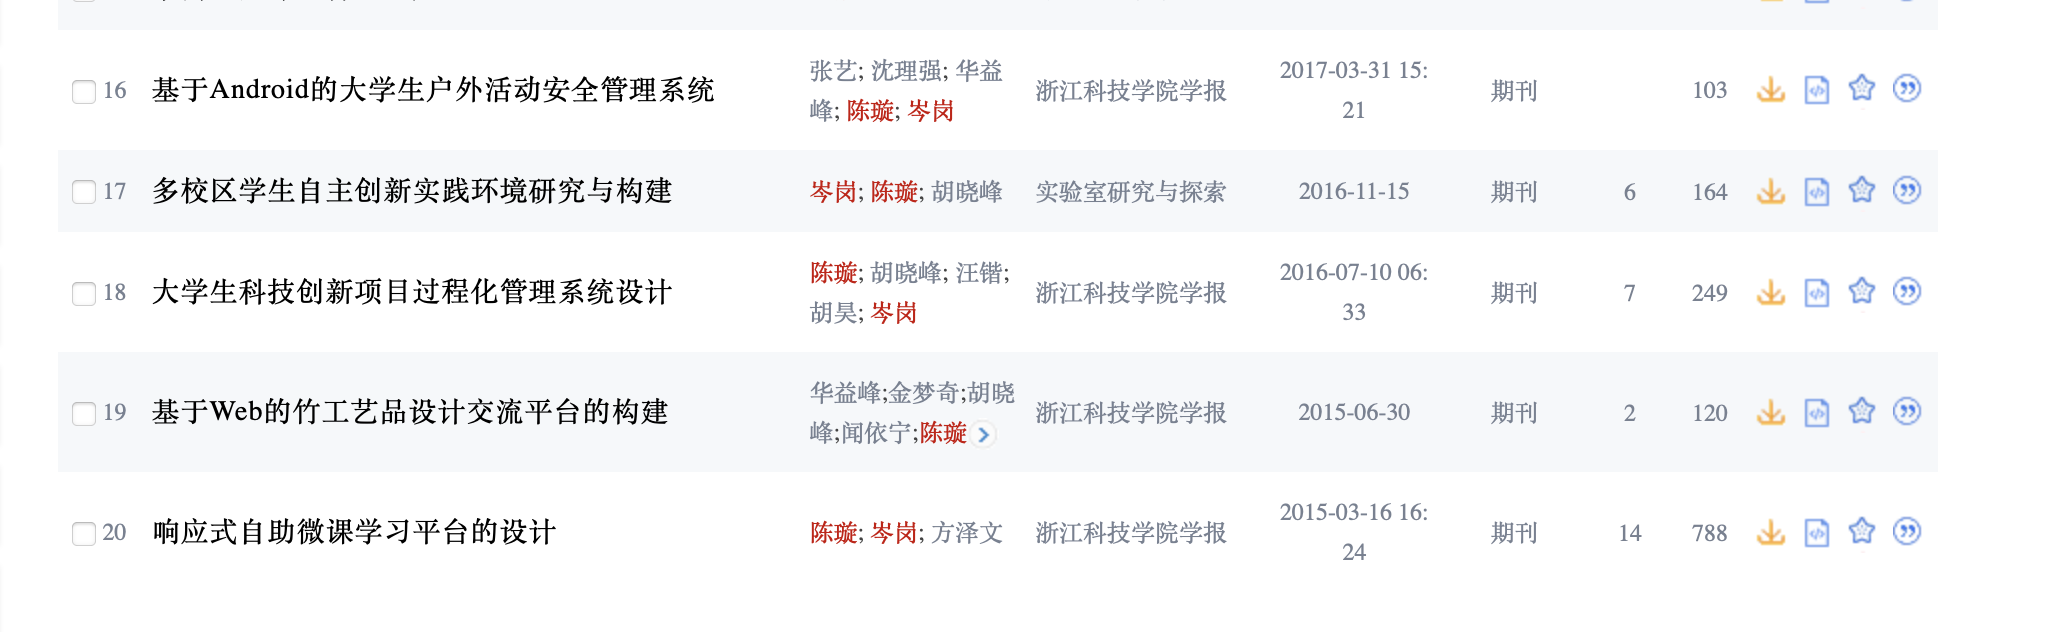 16 基于Android的大学生户外活动安全管理系统 张艺; 沈理强; 华益 浙江科技学院学报 2017-03-31 15: 期刊 103
峰; 陈璇; 岑岗 21
17 多校区学生自主创新实践环境研究与构建 岑岗; 陈璇; 胡晓峰 实验室研究与探索 2016-11-15 期刊 6 164
18 大学生科技创新项目过程化管理系统设计 陈璇; 胡晓峰; 汪锴; 浙江科技学院学报 2016-07-10 06: 期刊 7 249
胡昊; 岑岗 33
19 基于Web的竹工艺品设计交流平台的构建 华益峰;金梦奇;胡晓 浙江科技学院学报 2015-06-30 期刊 2 120
峰;闻依宁;陈璇
20 响应式自助微课学习平台的设计 陈璇; 岑岗; 方泽文 浙江科技学院学报 2015-03-16 16: 期刊 14 788
24